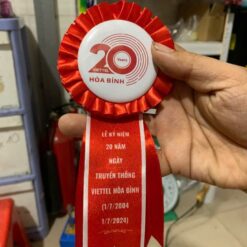 20
Years
VIETTEL
HÒA BÌNH
LỄ KỶ NIỆM
20 NĂM
NGÀY
TRUYỀN THỐNG
VIETTEL HÒA BÌNH
(1/7/2004
1/7/2024)